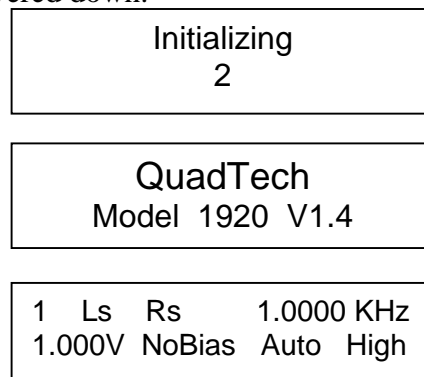 Initializing
2
QuadTech
Model 1920 V1.4
1 Ls Rs 1.0000 KHz
1.000V NoBias Auto High